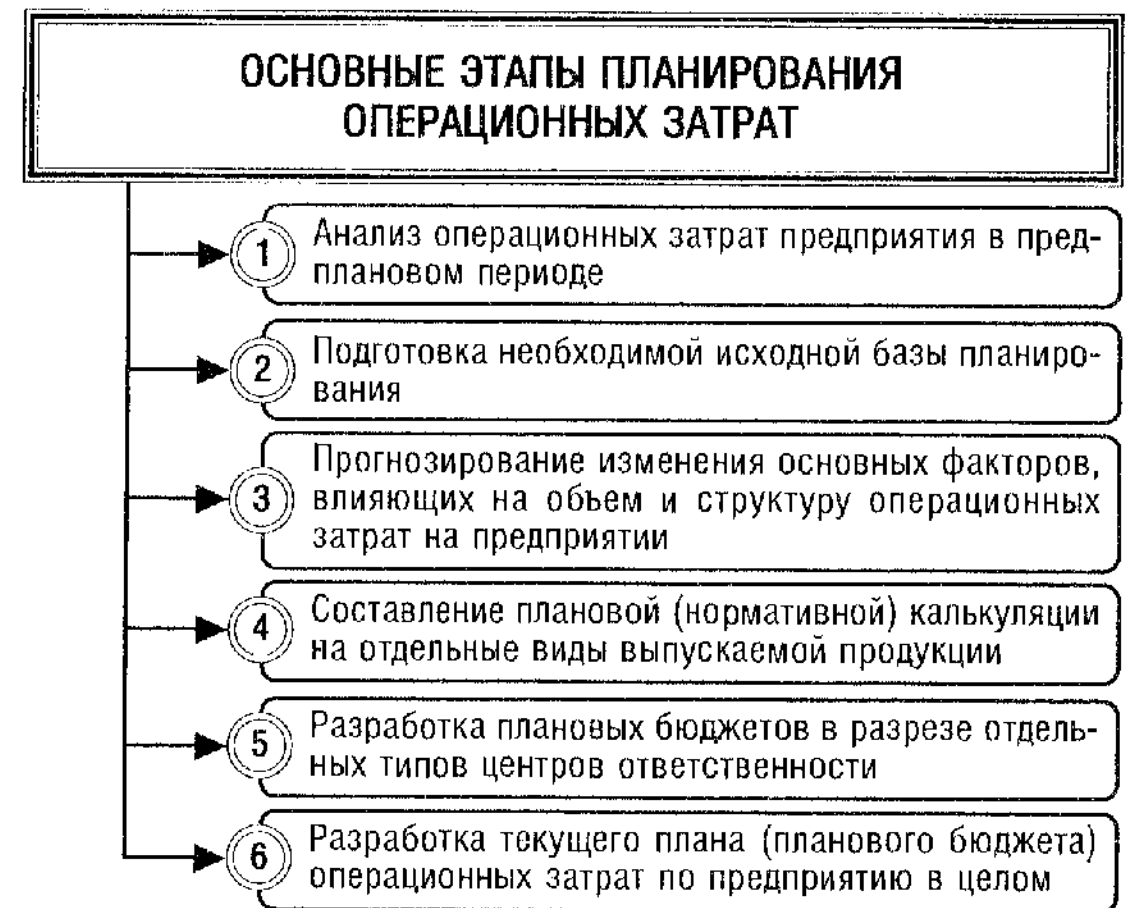 ОСНОВНЫЕ ЭТАПЫ ПЛАНИРОВАНИЯ
ОПЕРАЦИОННЫХ ЗАТРАТ
1
Анализ операционных затрат предприятия в пред-
плановом периоде
2
Подготовка необходимой исходной базы планиро-
вания
3
Прогнозирование изменения основных факторов,
влияющих на объем и структуру операционных
затрат на предприятии
4
Составление плановой (нормативной) калькуляции
на отдельные виды выпускаемой продукции
5
Разработка плановых бюджетов в разрезе отдель-
ных типов центров ответственности
6
Разработка текущего плана (планового бюджета)
операционных затрат по предприятию в целом